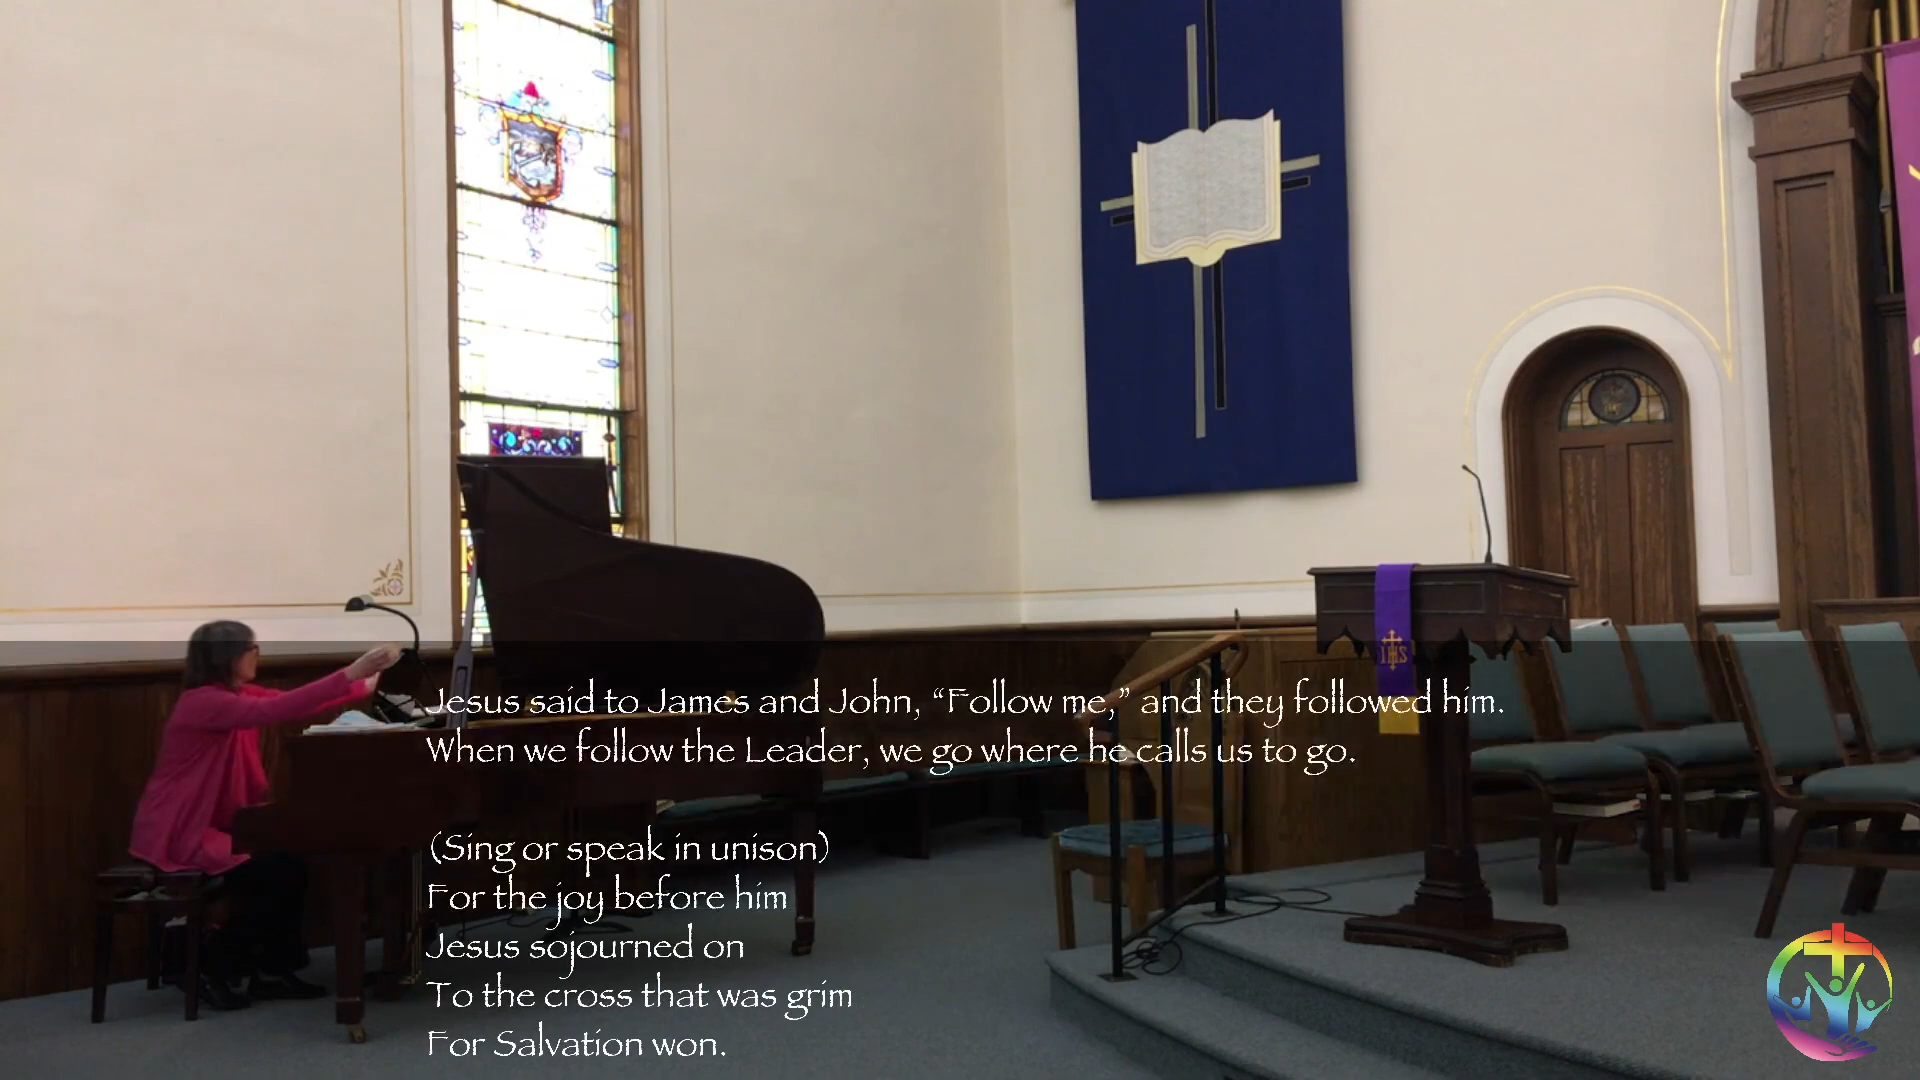 IHS
Jesus said to James and John, “Follow me,” and they followed him.
When we follow the Leader, we go where he calls us to go.
(Sing or speak in unison)
For the joy before him
Jesus sojourned on
To the cross that was grim
For Salvation won.